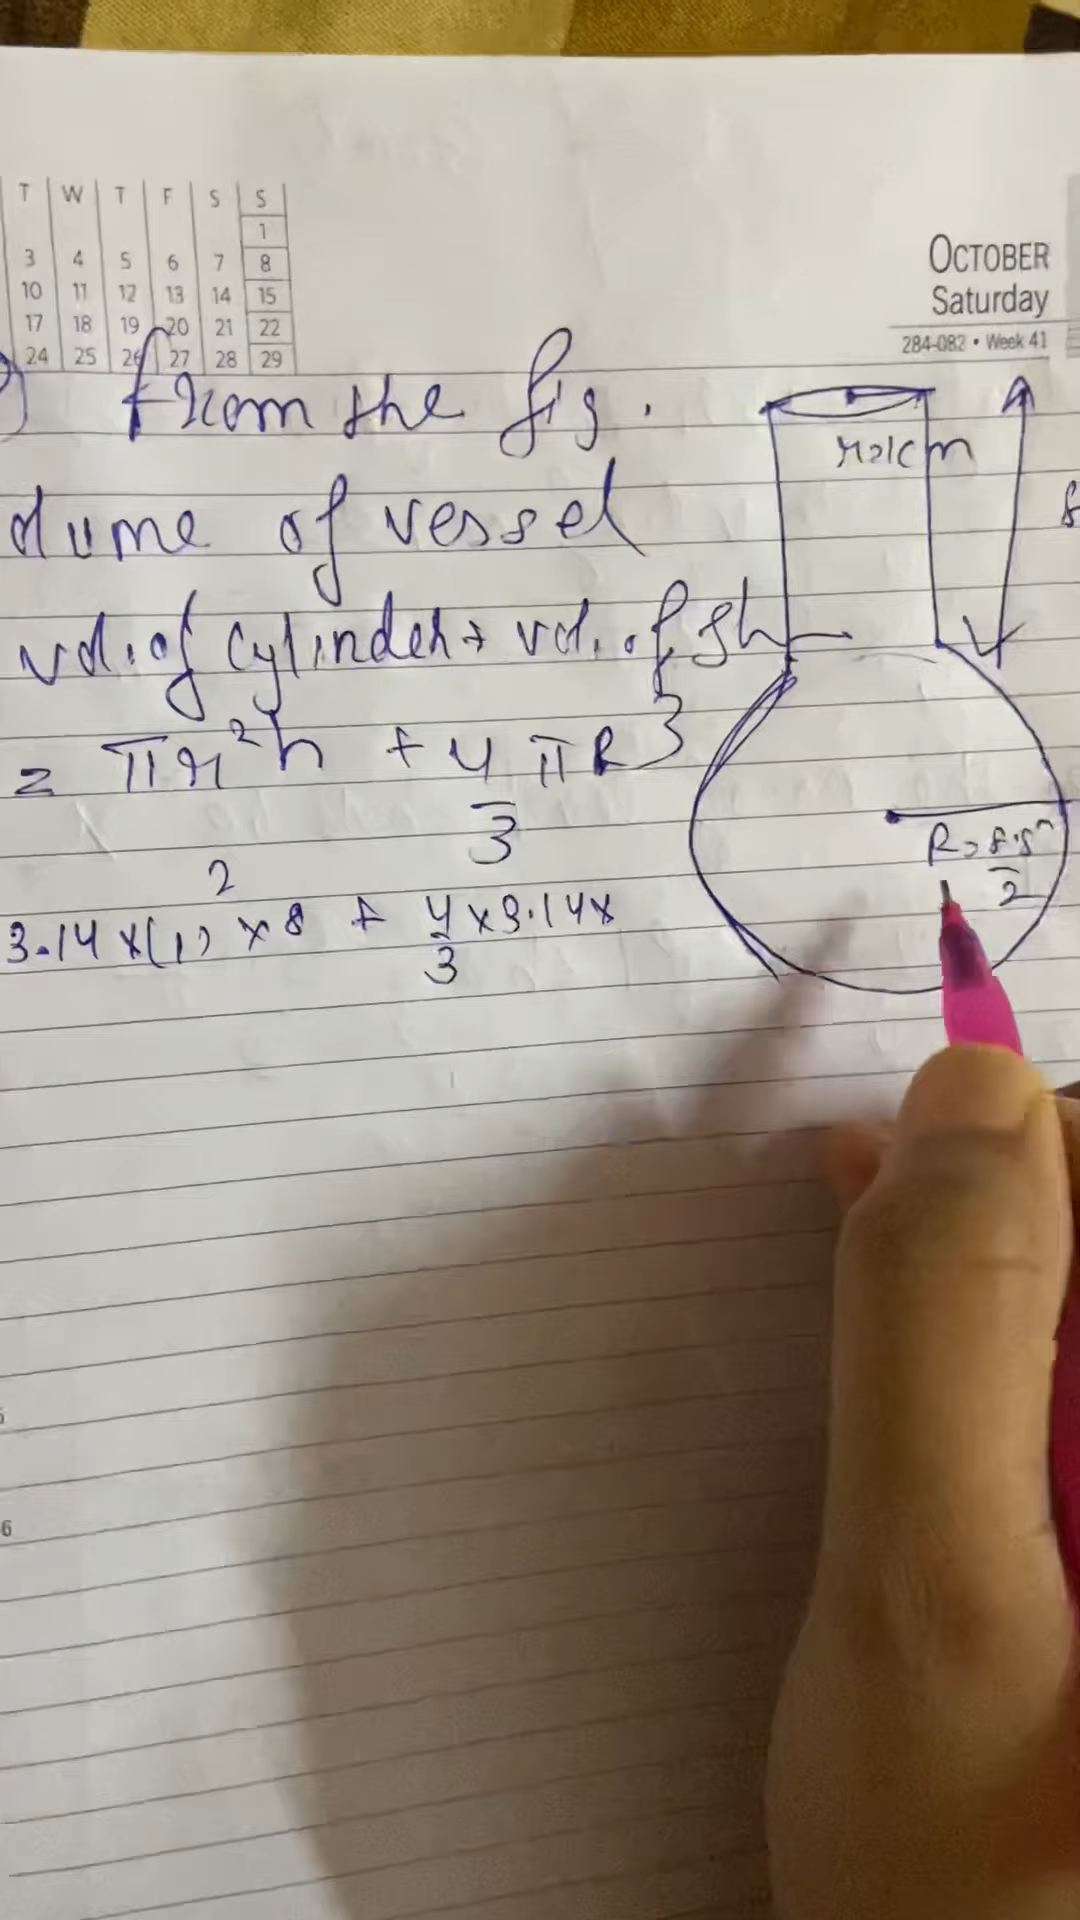 T W T F S S
1
3 4 5 6 7 8
10 11 12 13 14 15
17 18 19 20 21 22
24 25 26 27 28 29
OCTOBER
Saturday
284-082 • Week 41
) from the fig.
r=1cm
8
olume of vessel
vol. of cylinder + vol. of sh
= πr²h + 4/3 πR³
R = 8.5/2
3.14 x (1)² x 8 + 4/3 x 3.14 x
6